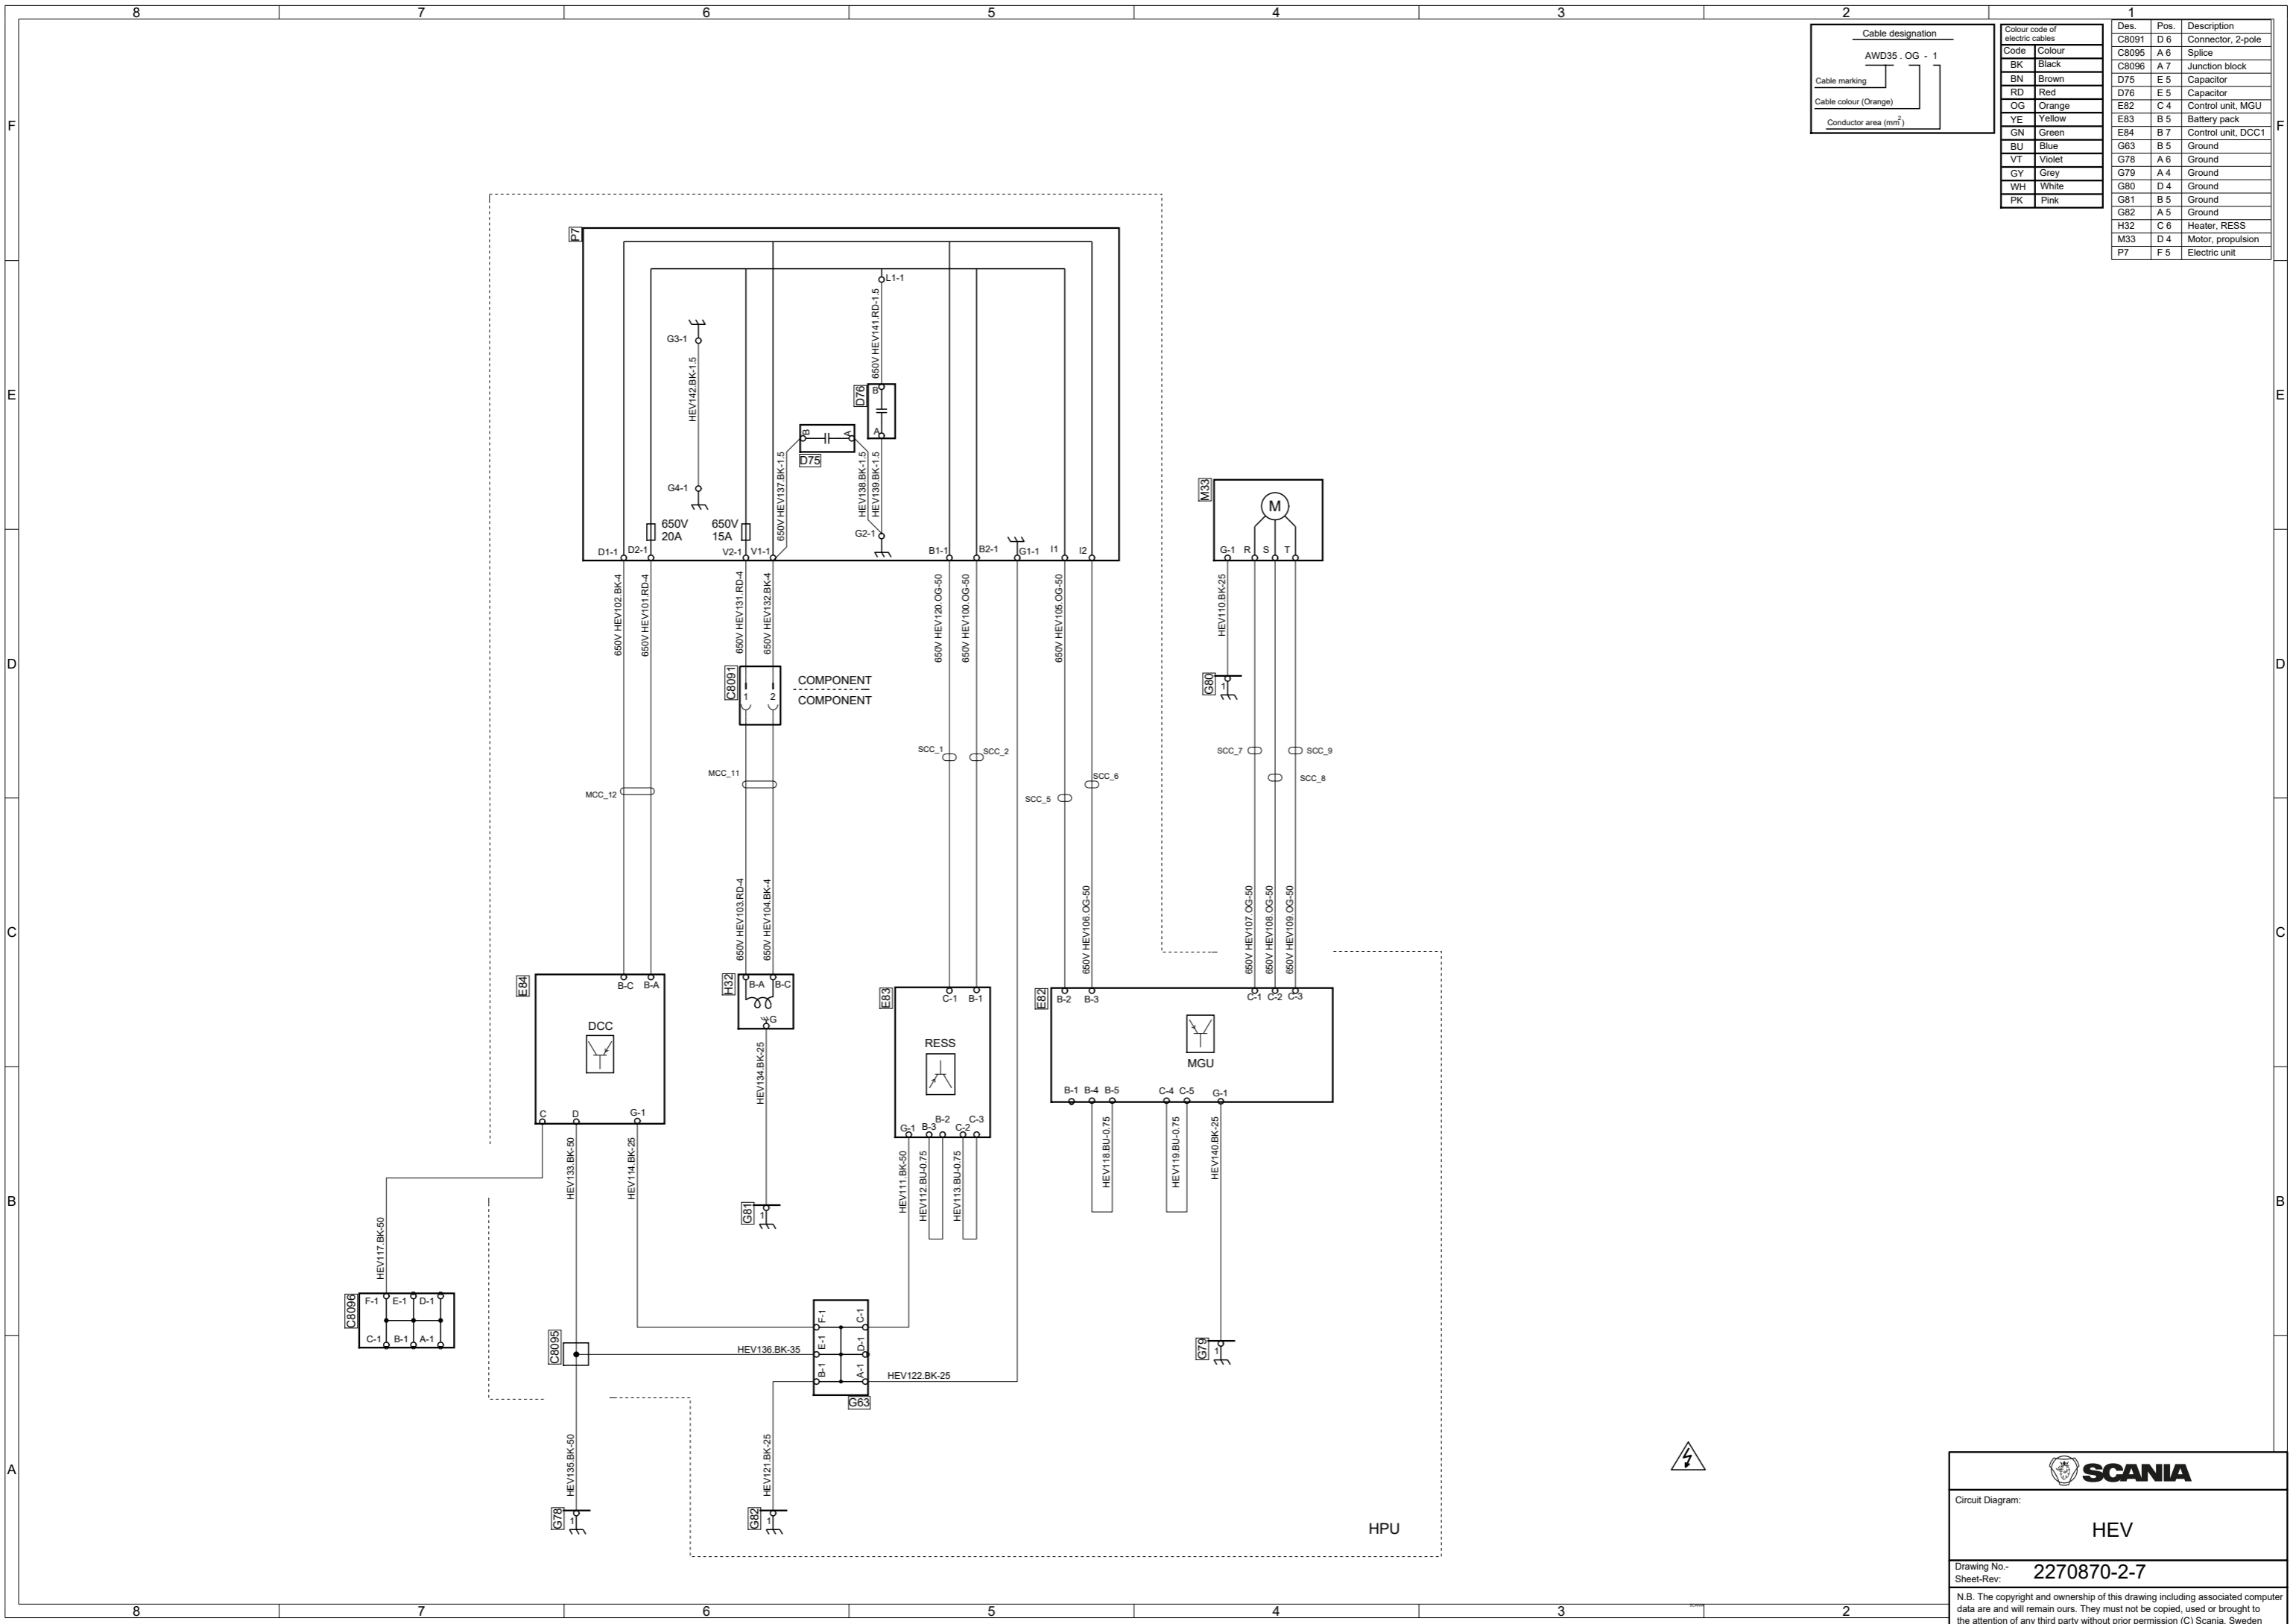 8 7 6 5 4 3 2 1
Cable designation
AWD35 . OG - 1
Cable marking
Cable colour (Orange)
Conductor area (mm2)
Colour code of
electric cables
Code Colour
BK Black
BN Brown
RD Red
OG Orange
YE Yellow
GN Green
BU Blue
VT Violet
GY Grey
WH White
PK Pink
Des. Pos. Description
C8091 D 6 Connector, 2-pole
C8095 A 6 Splice
C8096 A 7 Junction block
D75 E 5 Capacitor
D76 E 5 Capacitor
E82 C 4 Control unit, MGU
E83 B 5 Battery pack
E84 B 7 Control unit, DCC1
G63 B 5 Ground
G78 A 6 Ground
G79 A 4 Ground
G80 D 4 Ground
G81 B 5 Ground
G82 A 5 Ground
H32 C 6 Heater, RESS
M33 D 4 Motor, propulsion
P7 F 5 Electric unit
F F
P7
L1-1
650V HEV141.RD-1.5
G3-1
HEV142.BK-1.5
E E
D76
B
A
B
A
D75
650V HEV137.BK-1.5
HEV138.BK-1.5
HEV139.BK-1.5
G4-1
M33
M
650V
20A
650V
15A
G2-1
D1-1 D2-1 V2-1 V1-1 B1-1 B2-1 G1-1 I1 I2
G-1 R S T
650V HEV102.BK-4
650V HEV101.RD-4
650V HEV131.RD-4
650V HEV132.BK-4
650V HEV120.OG-50
650V HEV100.OG-50
650V HEV105.OG-50
HEV110.BK-25
D D
C8091
1 2
COMPONENT
COMPONENT
G80
1
SCC_1 SCC_2
SCC_7 SCC_9
SCC_8
MCC_11
SCC_6
MCC_12
SCC_5
650V HEV103.RD-4
650V HEV104.BK-4
650V HEV106.OG-50
650V HEV107.OG-50
650V HEV108.OG-50
650V HEV109.OG-50
C C
E84
B-C B-A
DCC
C D G-1
H32
B-A B-C
G
E83
C-1 B-1
RESS
G-1 B-3 B-2 C-2 C-3
E82
B-2 B-3
C-1 C-2 C-3
MGU
B-1 B-4 B-5 C-4 C-5 G-1
HEV134.BK-25
HEV133.BK-50
HEV114.BK-25
HEV111.BK-50
HEV112.BU-0.75
HEV113.BU-0.75
HEV118.BU-0.75
HEV119.BU-0.75
HEV140.BK-25
B B
G81
1
HEV117.BK-50
C8096
F-1 E-1 D-1
C-1 B-1 A-1
C8095
HEV136.BK-35
F-1 C-1
E-1 D-1
B-1 A-1
G63
HEV122.BK-25
G79
1
A
HEV135.BK-50
HEV121.BK-25
G78
1
G82
1
HPU
SCANIA
Circuit Diagram:
HEV
Drawing No.-
Sheet-Rev:
2270870-2-7
N.B. The copyright and ownership of this drawing including associated computer
data are and will remain ours. They must not be copied, used or brought to
the attention of any third party without prior permission (C) Scania, Sweden
8 7 6 5 4 3 2